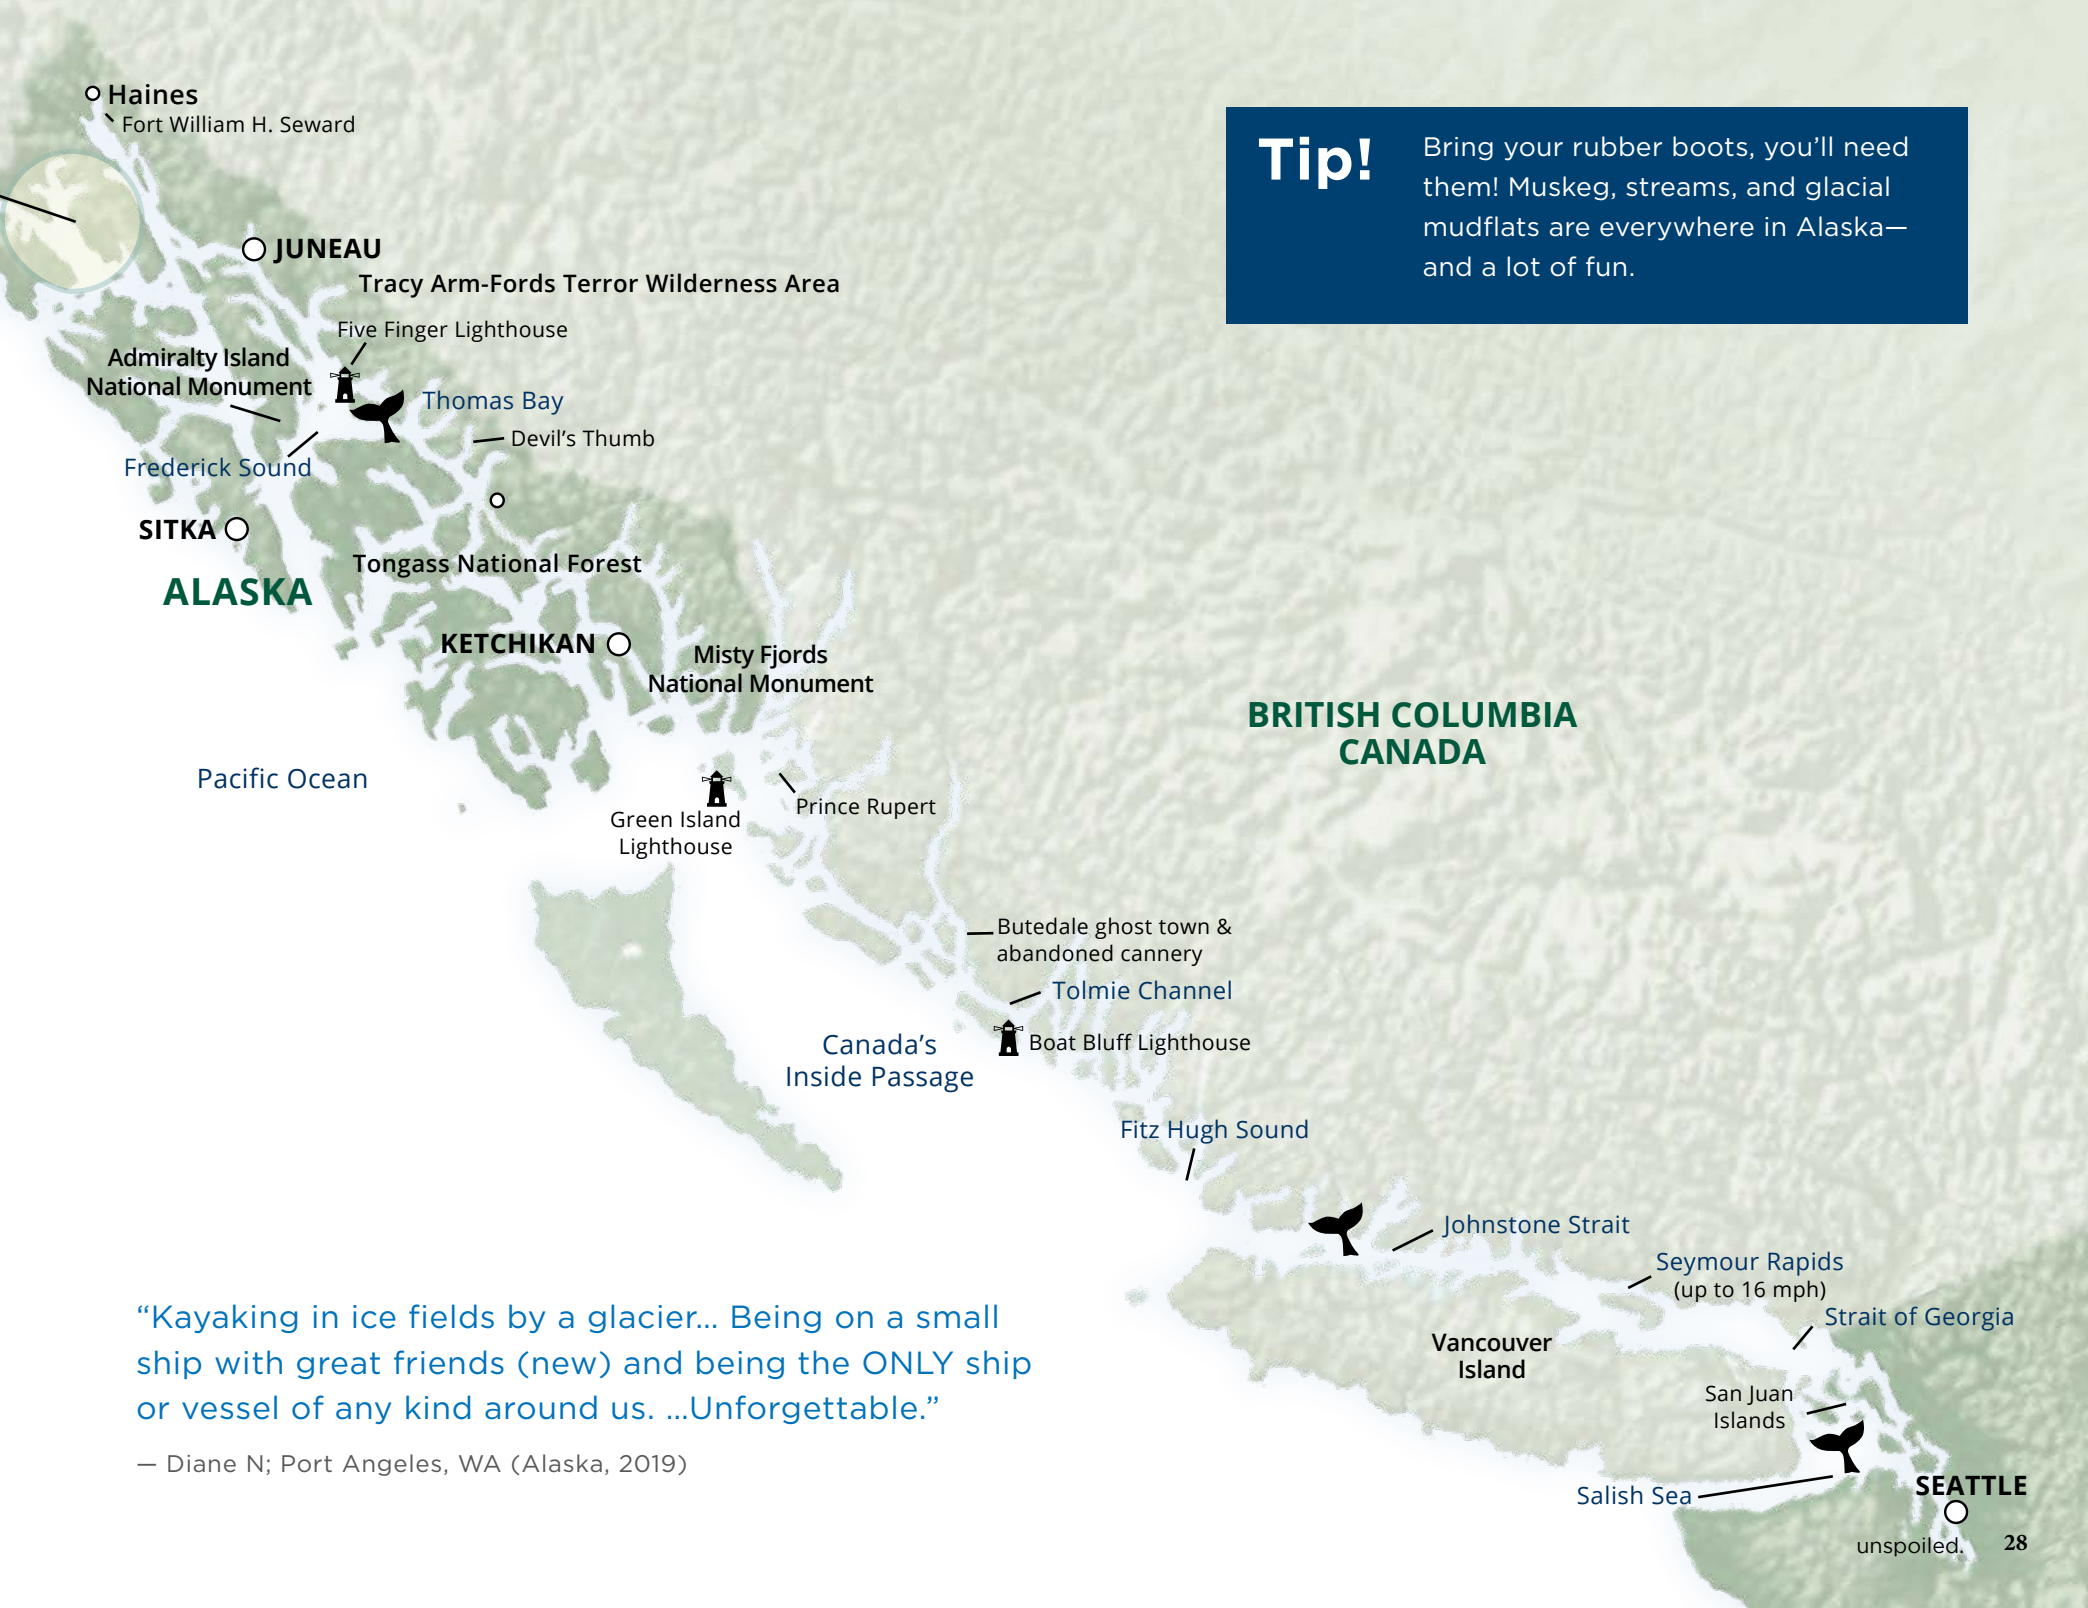 Haines
Fort William H. Seward
Tip!
Bring your rubber boots, you’ll need
them! Muskeg, streams, and glacial
mudflats are everywhere in Alaska—
and a lot of fun.
JUNEAU
Tracy Arm-Fords Terror Wilderness Area
Five Finger Lighthouse
Admiralty Island
National Monument
Thomas Bay
Devil’s Thumb
Frederick Sound
SITKA
Tongass National Forest
ALASKA
KETCHIKAN
Misty Fjords
National Monument
BRITISH COLUMBIA
CANADA
Pacific Ocean
Prince Rupert
Green Island
Lighthouse
Butedale ghost town &
abandoned cannery
Tolmie Channel
Boat Bluff Lighthouse
Canada’s
Inside Passage
Fitz Hugh Sound
Johnstone Strait
Seymour Rapids
(up to 16 mph)
Strait of Georgia
Vancouver
Island
San Juan
Islands
Salish Sea
SEATTLE
“Kayaking in ice fields by a glacier... Being on a small
ship with great friends (new) and being the ONLY ship
or vessel of any kind around us. ...Unforgettable.”
— Diane N; Port Angeles, WA (Alaska, 2019)
unspoiled. 28